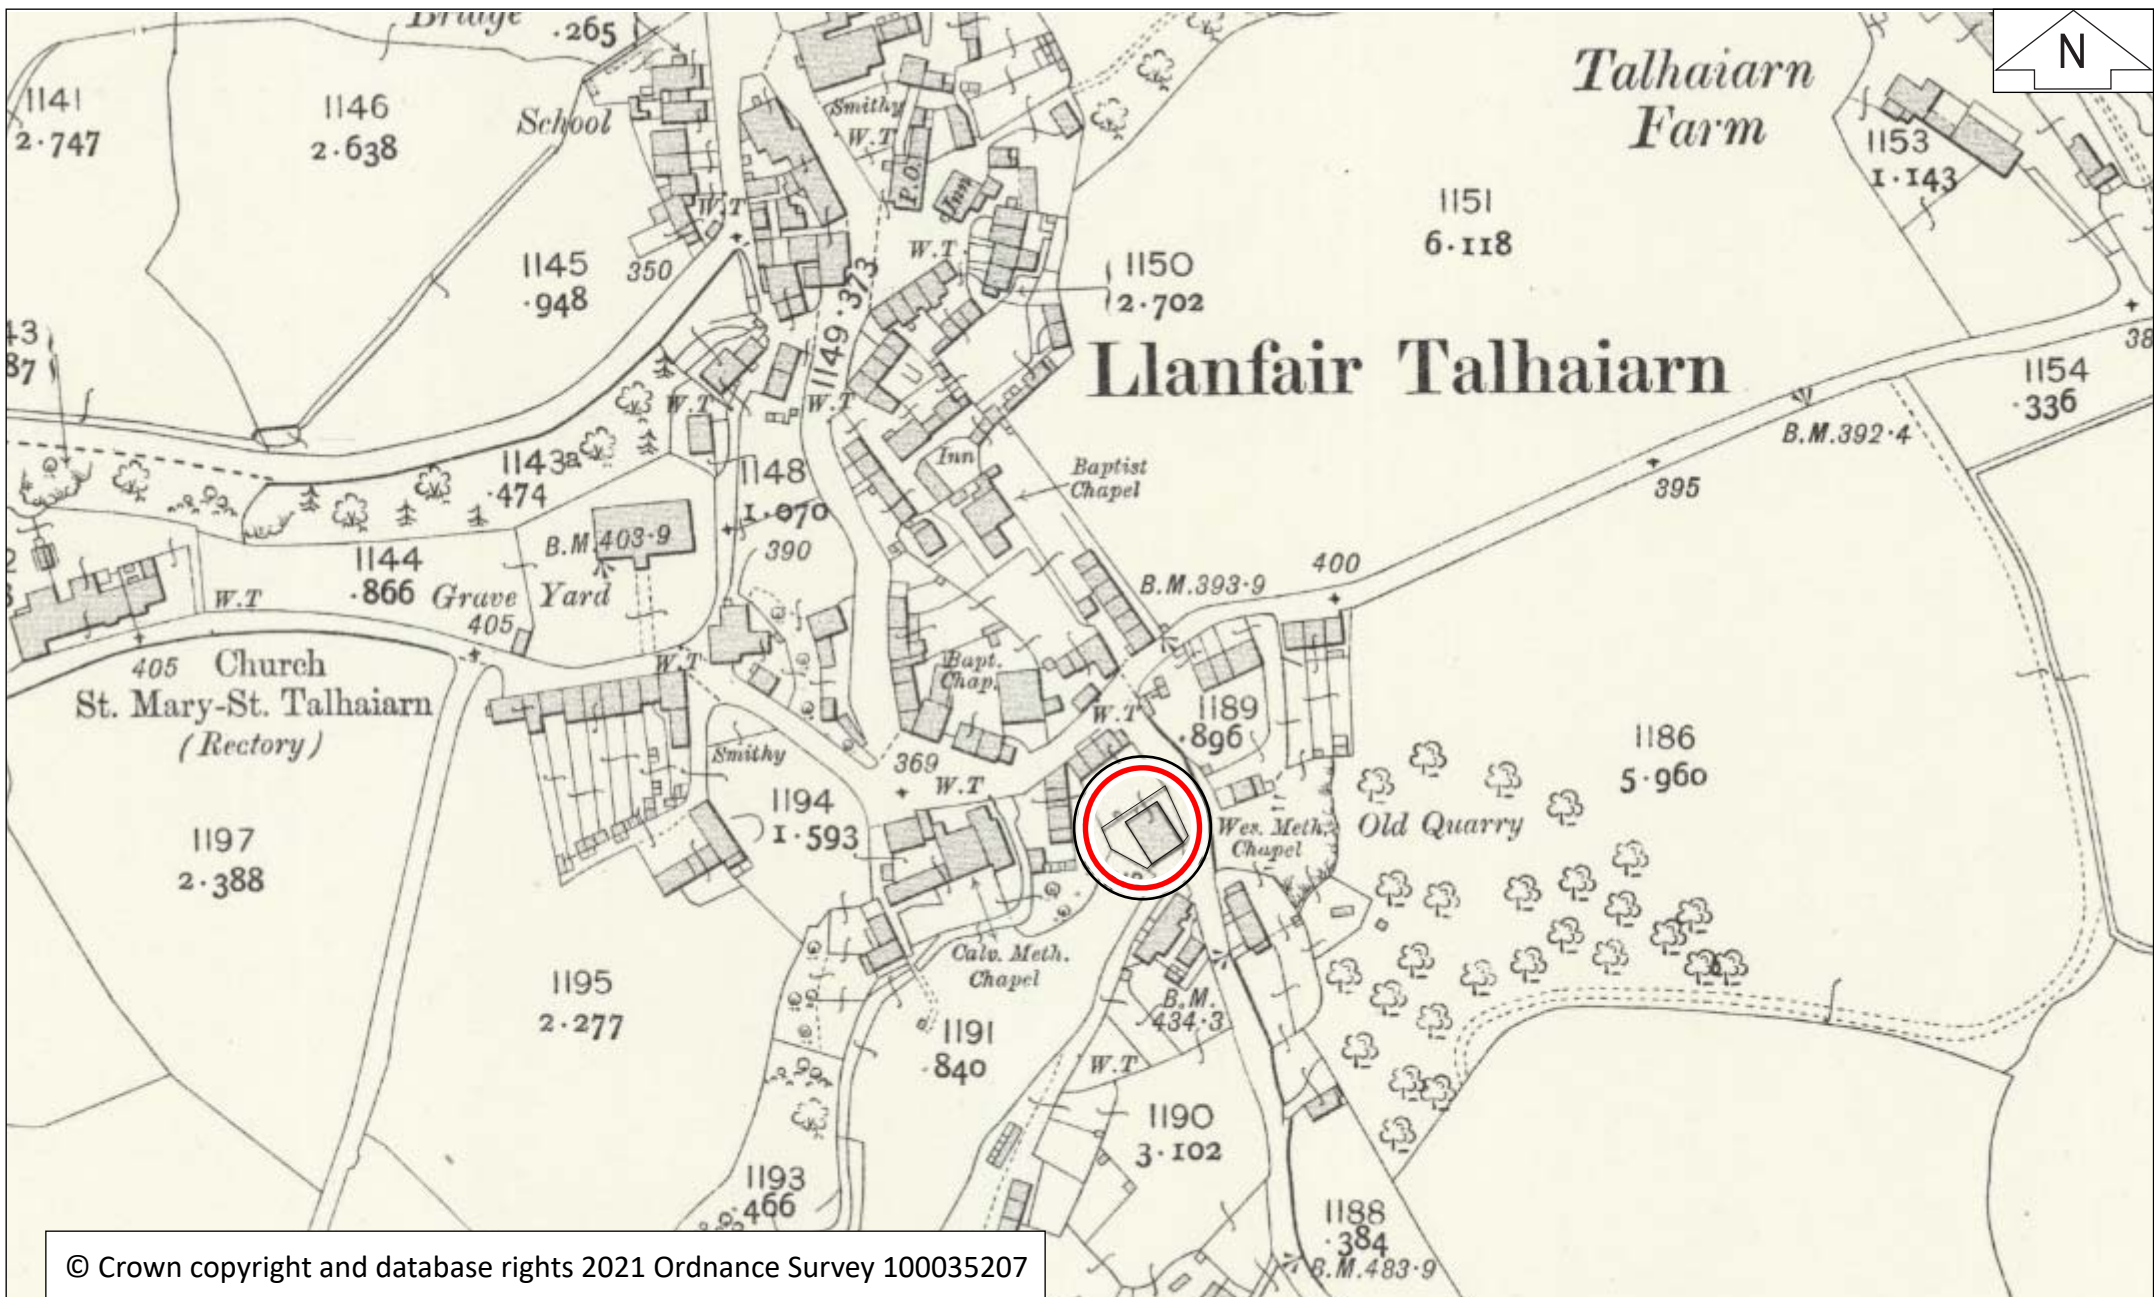 Bridge
·265
N
Talhaiarn
Farm
1141
2·747
1146
2·638
School
Smithy
W.T
P.O.
Inn
1153
1·143
1151
6·118
W.T
W.T
1145
·948
350
1150
2·702
1149·373
Llanfair Talhaiarn
1154
·336
38
43
87
W.T
W.T
B.M.392·4
395
Inn
Baptist
Chapel
1143a
·474
1148
1·070
390
B.M.403·9
1144
·866
Grave Yard
405
W.T
400
B.M.393·9
405
Church
St. Mary-St. Talhaiarn
(Rectory)
W.T
Bapt.
Chap.
W.T
1189
·896
1186
5·960
Smithy
369
W.T
1194
1·593
Wes. Meth.
Chapel
Old Quarry
1197
2·388
Calv. Meth.
Chapel
1195
2·277
B.M.
434·3
1191
·840
W.T
1190
3·102
1193
·466
1188
·384
B.M.483·9
© Crown copyright and database rights 2021 Ordnance Survey 100035207